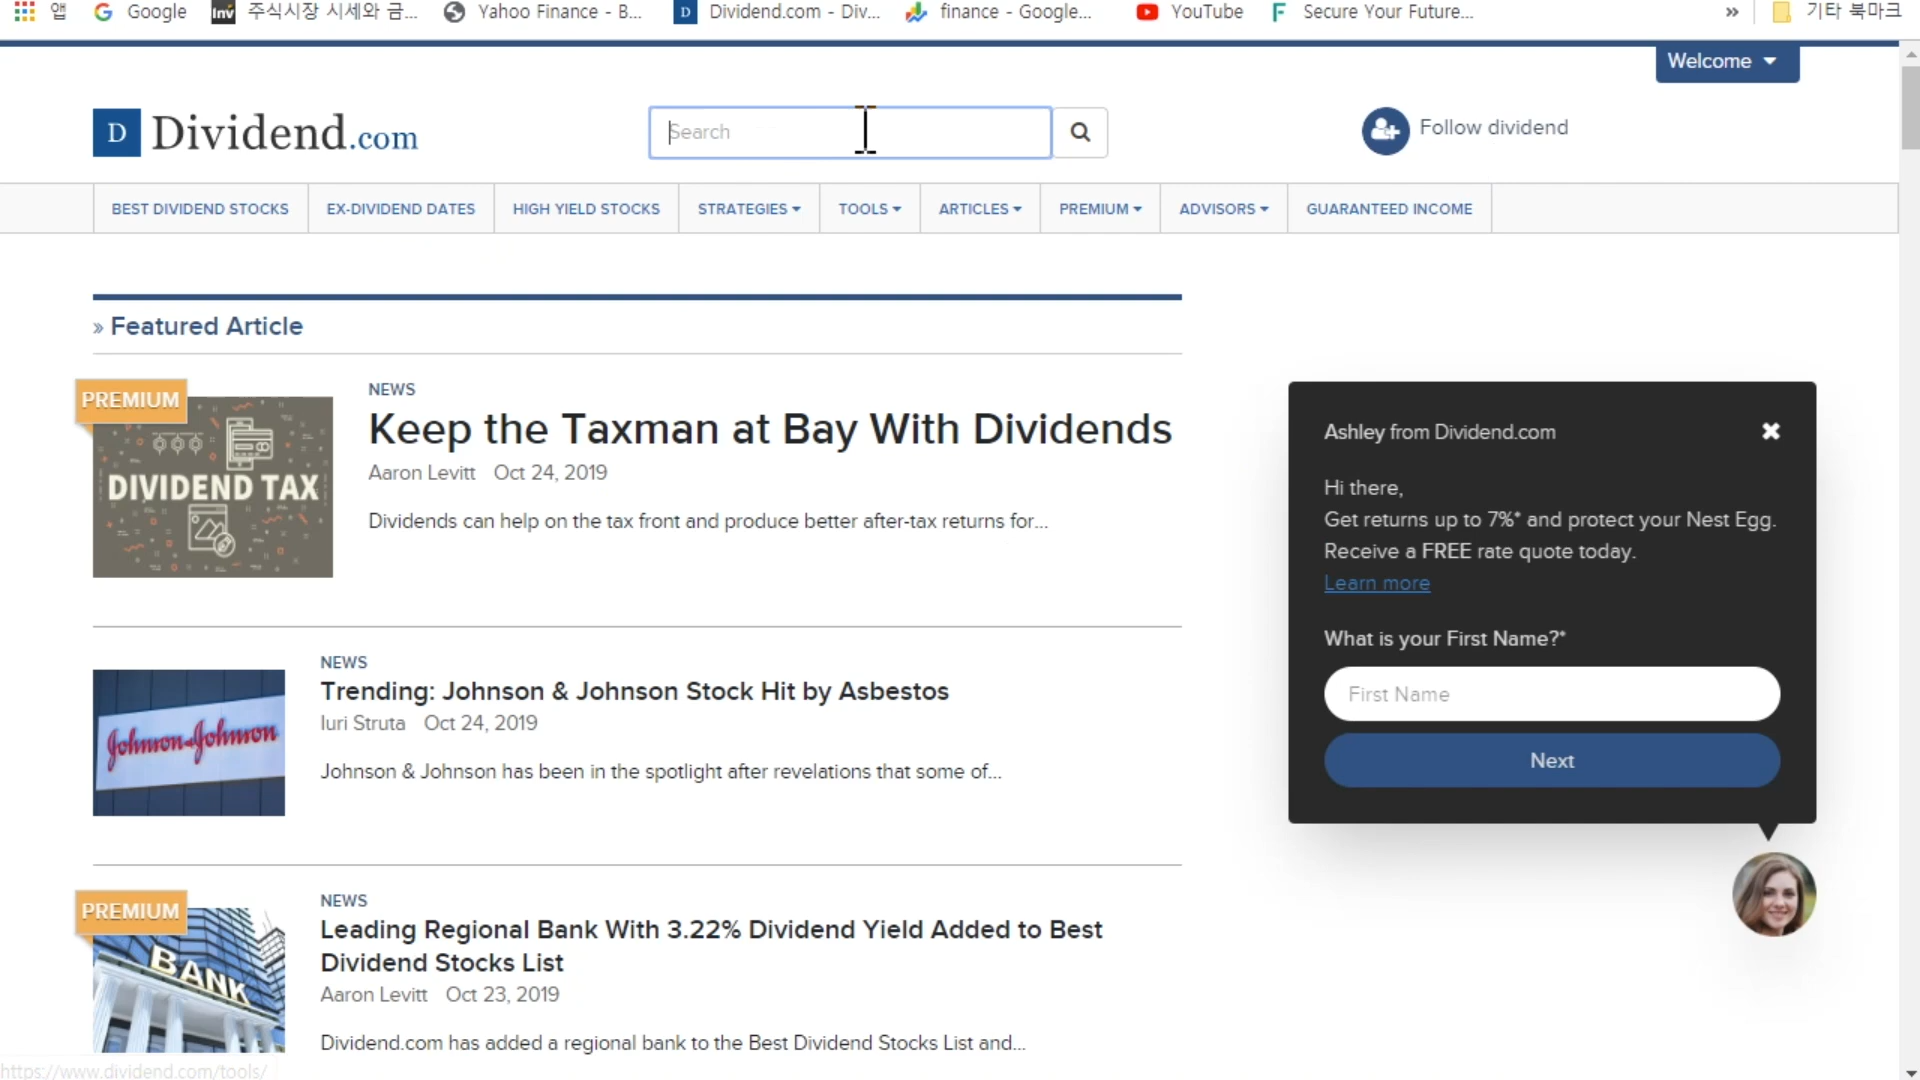 앱 Google 주식시장 시세와 금... Yahoo Finance - B... Dividend.com - Div... finance - Google... YouTube Secure Your Future... » 기타 북마크
Welcome
D Dividend.com
Search
Follow dividend
BEST DIVIDEND STOCKS EX-DIVIDEND DATES HIGH YIELD STOCKS STRATEGIES TOOLS ARTICLES PREMIUM ADVISORS GUARANTEED INCOME
» Featured Article
PREMIUM
DIVIDEND TAX
NEWS
Keep the Taxman at Bay With Dividends
Aaron Levitt Oct 24, 2019
Dividends can help on the tax front and produce better after-tax returns for...
Johnson & Johnson
NEWS
Trending: Johnson & Johnson Stock Hit by Asbestos
Iuri Struta Oct 24, 2019
Johnson & Johnson has been in the spotlight after revelations that some of...
PREMIUM
BANK
NEWS
Leading Regional Bank With 3.22% Dividend Yield Added to Best
Dividend Stocks List
Aaron Levitt Oct 23, 2019
Dividend.com has added a regional bank to the Best Dividend Stocks List and...
Ashley from Dividend.com
Hi there,
Get returns up to 7%* and protect your Nest Egg.
Receive a FREE rate quote today.
Learn more
What is your First Name?*
First Name
Next
https://www.dividend.com/tools/